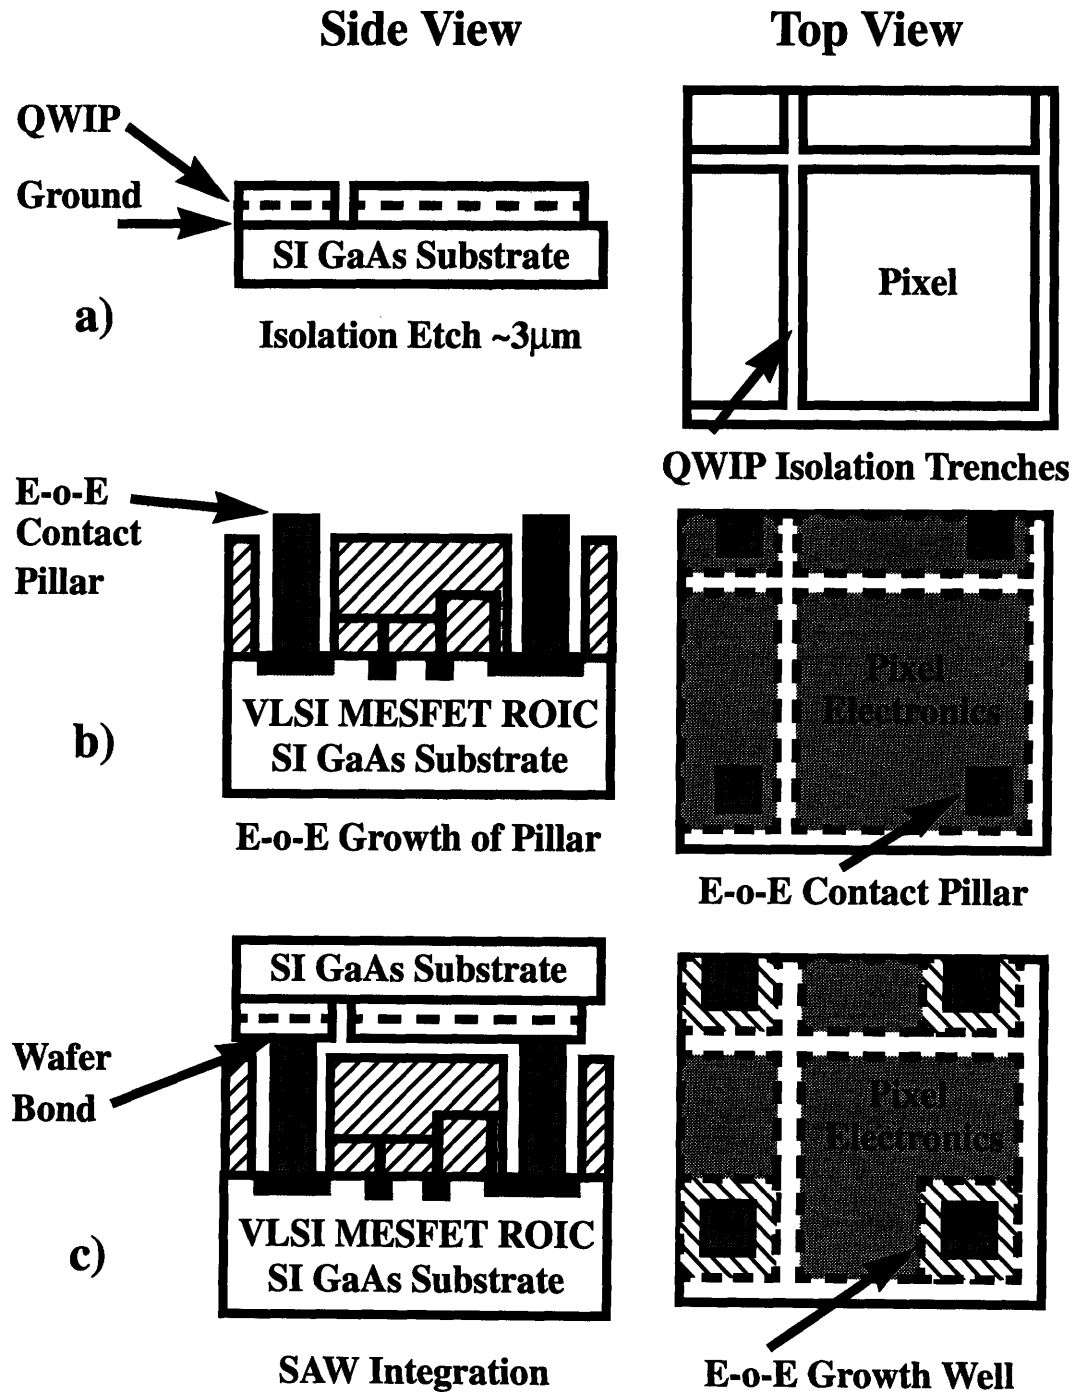 Side View
Top View
QWIP
Ground
SI GaAs Substrate
a)
Isolation Etch ~3μm
Pixel
QWIP Isolation Trenches
E-o-E
Contact
Pillar
VLSI MESFET ROIC
SI GaAs Substrate
b)
E-o-E Growth of Pillar
Pixel
Electronics
E-o-E Contact Pillar
SI GaAs Substrate
Wafer
Bond
VLSI MESFET ROIC
SI GaAs Substrate
c)
SAW Integration
Pixel
Electronics
E-o-E Growth Well